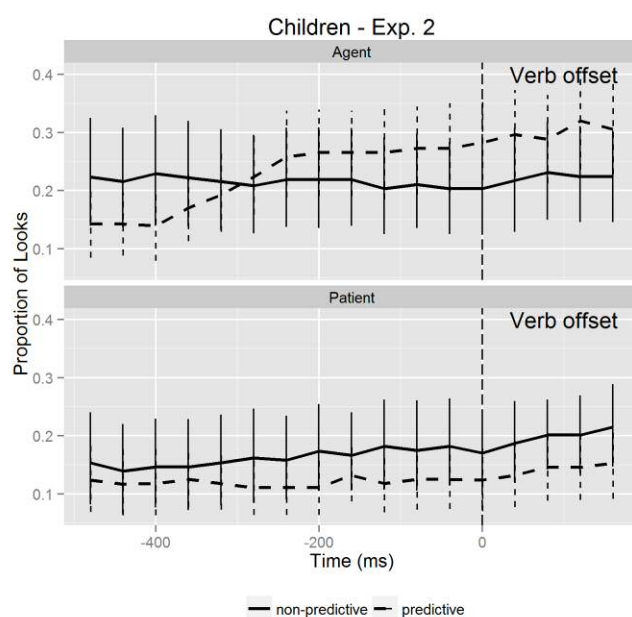 Children - Exp. 2
Agent
Verb offset
0.4
0.3
0.2
0.1
Patient
Verb offset
0.4
0.3
0.2
0.1
Proportion of Looks
-400
-200
0
Time (ms)
non-predictive
predictive